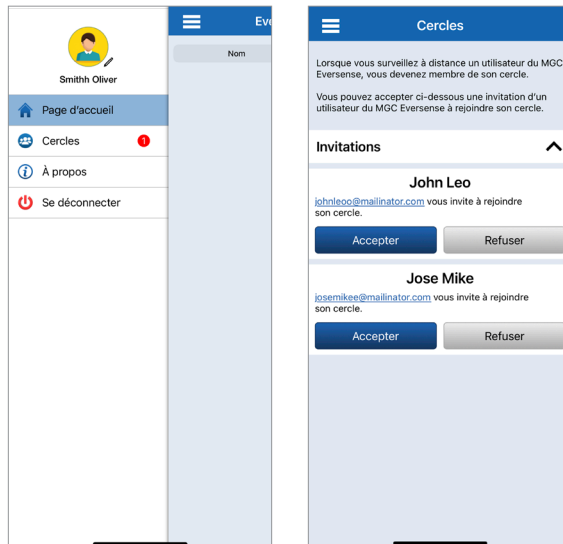 Smithh Oliver
Page d'accueil
Cercles 1
À propos
Se déconnecter
Eve
Nom
Cercles
Lorsque vous surveillez à distance un utilisateur du MGC
Eversense, vous devenez membre de son cercle.
Vous pouvez accepter ci-dessous une invitation d'un
utilisateur du MGC Eversense à rejoindre son cercle.
Invitations
John Leo
johnleoo@mailinator.com vous invite à rejoindre
son cercle.
Accepter Refuser
Jose Mike
josemikee@mailinator.com vous invite à rejoindre
son cercle.
Accepter Refuser